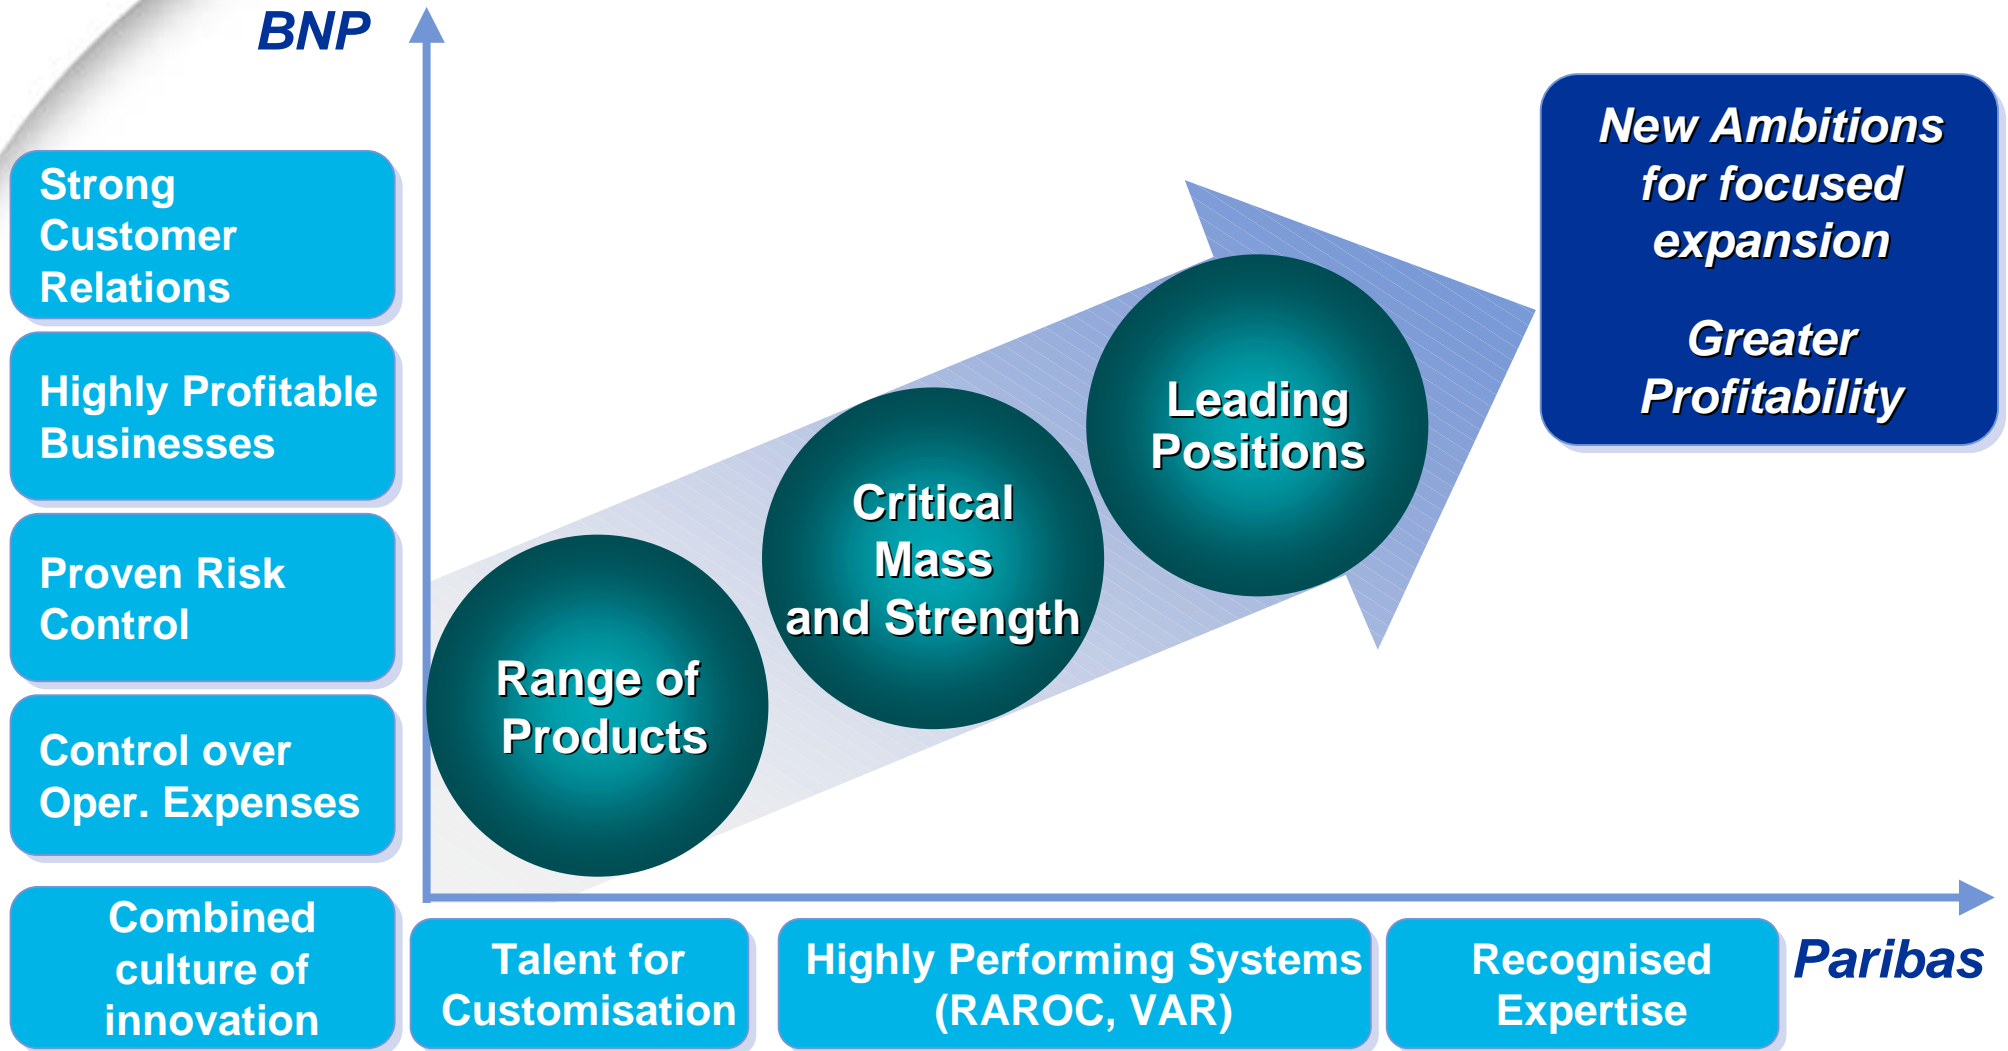 BNP
Strong
Customer
Relations
Highly Profitable
Businesses
Proven Risk
Control
Control over
Oper. Expenses
Combined
culture of
innovation
Range of
Products
Critical
Mass
and Strength
Leading
Positions
New Ambitions
for focused
expansion
Greater
Profitability
Talent for
Customisation
Highly Performing Systems
(RAROC, VAR)
Recognised
Expertise
Paribas